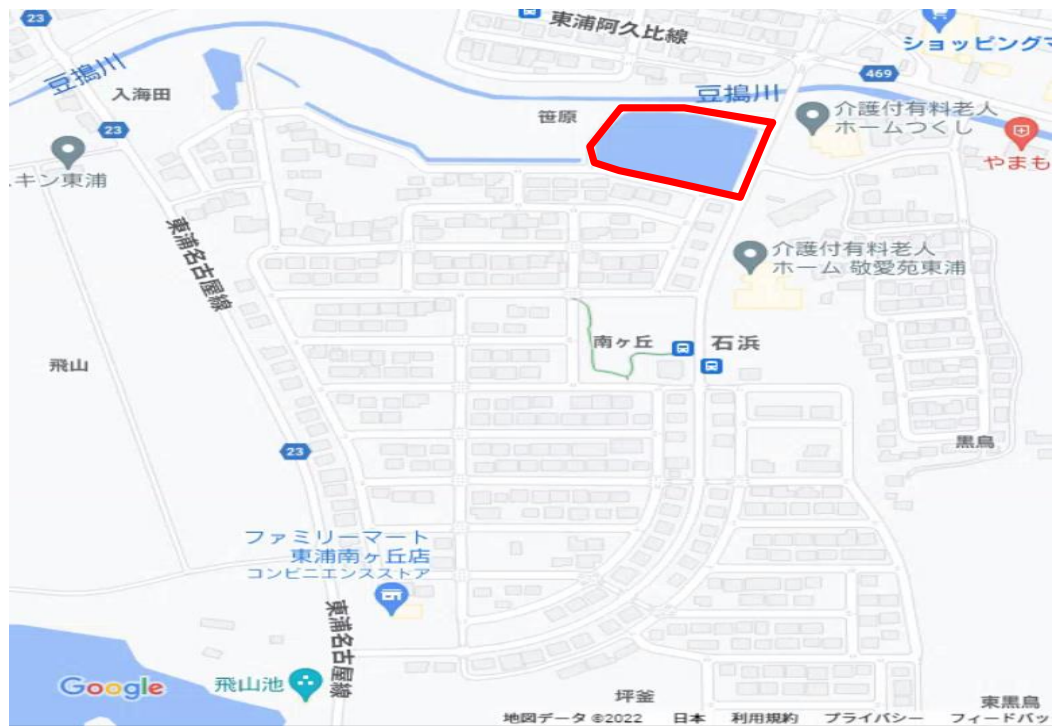 23
東浦阿久比線
ショッピングマ
豆搗川
入海田
469
豆搗川
笹原
介護付有料老人
ホームつくし
23
やまも
スキン東浦
東浦名古屋線
介護付有料老人
ホーム 敬愛苑東浦
南ヶ丘
石浜
飛山
黒鳥
23
ファミリーマート
東浦南ヶ丘店
コンビニエンスストア
東浦名古屋線
Google
飛山池
坪釜
東黒鳥
地図データ ©2022 日本 利用規約 プライバシー フィードバッ